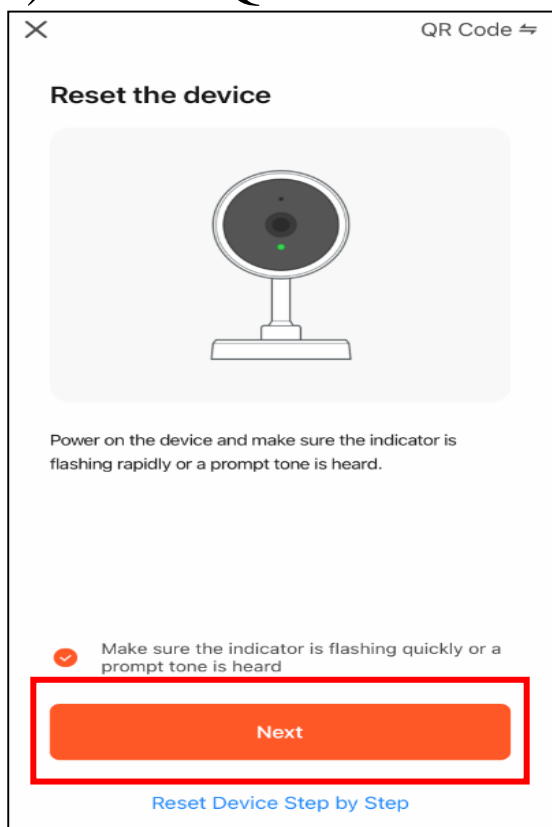 QR Code
Reset the device
Power on the device and make sure the indicator is
flashing rapidly or a prompt tone is heard.
Make sure the indicator is flashing quickly or a
prompt tone is heard
Next
Reset Device Step by Step